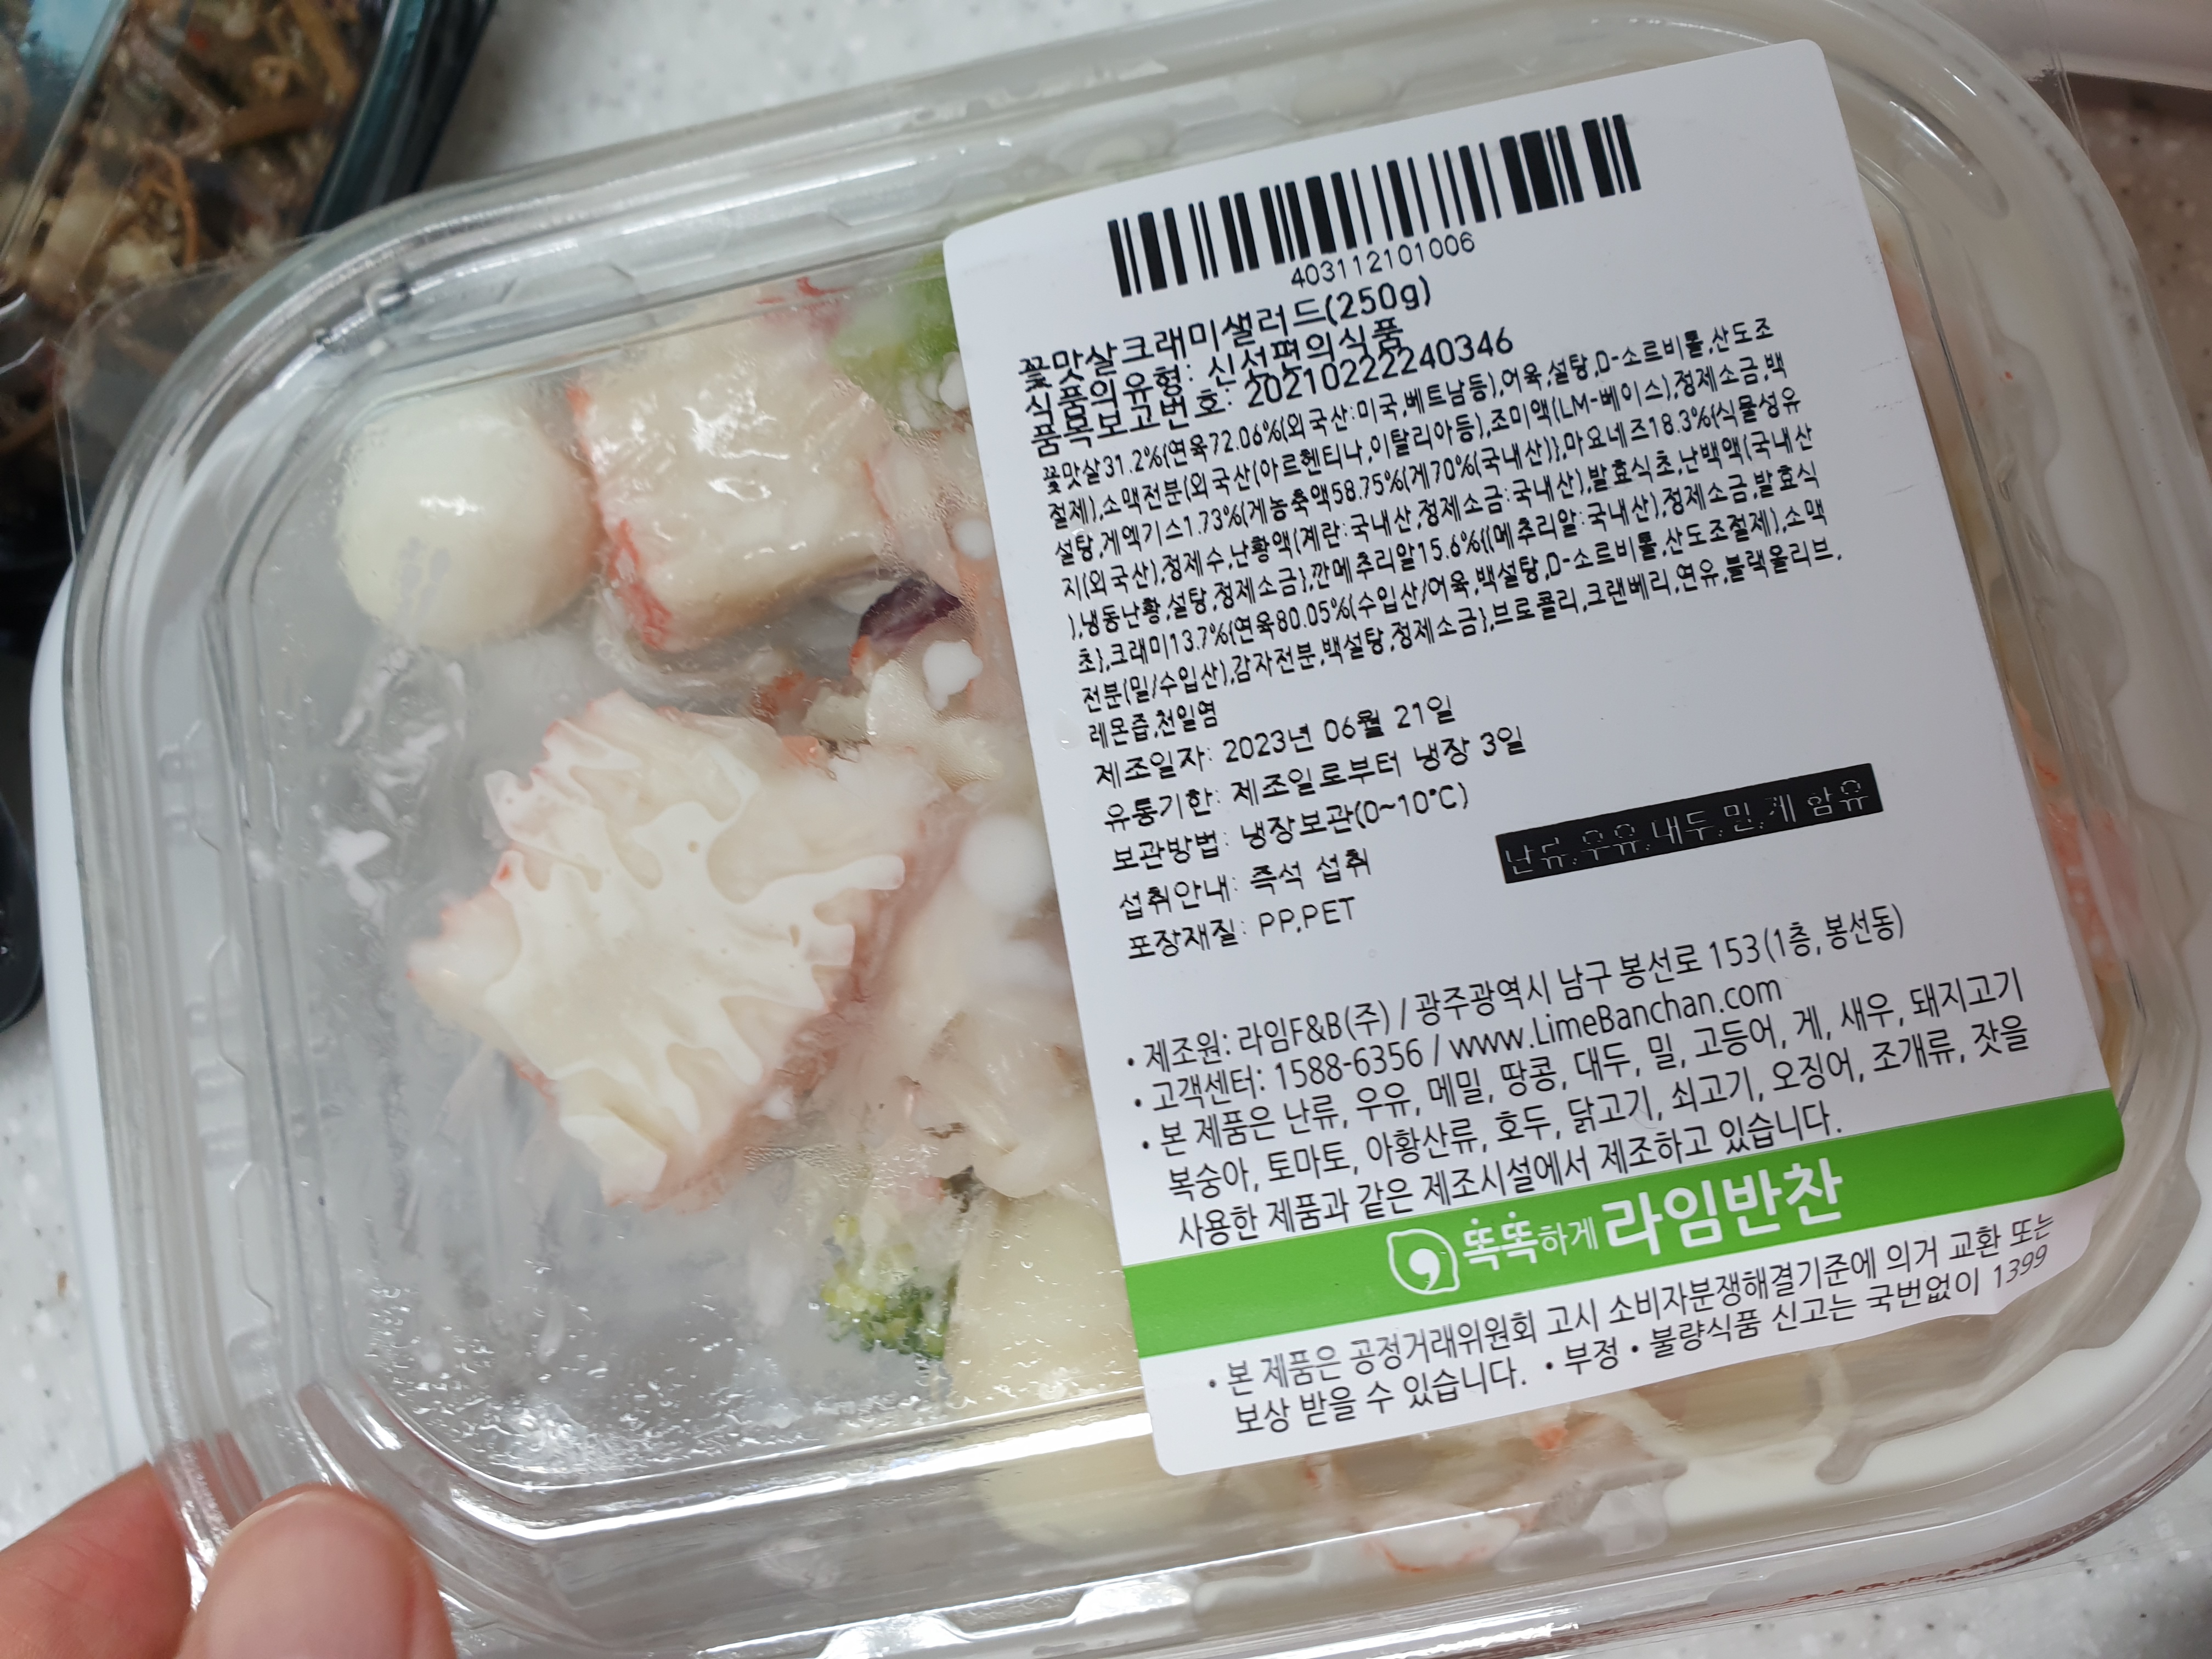 403112101006
꽃맛살크래미샐러드(250g)
식품의유형: 신선편의식품
품목보고번호: 20210222240346
꽃맛살31.2%{연육72.06%(외국산:미국,베트남등),어육,설탕,D-소르비톨,산도조
절제),소맥전분(외국산(아르헨티나,이탈리아등),조미액(LM-베이스),정제소금,백
설탕,게엑기스1.73%(게농축액58.75%(게70%(국내산)},마요네즈18.3%(식물성유
지(외국산),정제수,난황액(계란:국내산,정제소금:국내산),발효식초,난백액(국내산
),냉동난황,설탕,정제소금},깐메추리알15.6%((메추리알:국내산),정제소금,발효식
초},크래미13.7%{연육80.05%(수입산/어육,백설탕,D-소르비톨,산도조절제),소맥
전분(밀/수입산),감자전분,백설탕,정제소금},브로콜리,크랜베리,연유,블랙올리브,
레몬즙,천일염
제조일자: 2023년 06월 21일
유통기한: 제조일로부터 냉장 3일
보관방법: 냉장보관(0~10°C)
섭취안내: 즉석 섭취
난류,우유,대두,밀,게 함유
포장재질: PP,PET
• 제조원: 라임F&B(주) / 광주광역시 남구 봉선로 153(1층, 봉선동)
• 고객센터: 1588-6356 / www.LimeBanchan.com
• 본 제품은 난류, 우유, 메밀, 땅콩, 대두, 밀, 고등어, 게, 새우, 돼지고기
복숭아, 토마토, 아황산류, 호두, 닭고기, 쇠고기, 오징어, 조개류, 잣을
사용한 제품과 같은 제조시설에서 제조하고 있습니다.
똑똑하게 라임반찬
• 본 제품은 공정거래위원회 고시 소비자분쟁해결기준에 의거 교환 또는
보상 받을 수 있습니다. • 부정 • 불량식품 신고는 국번없이 1399